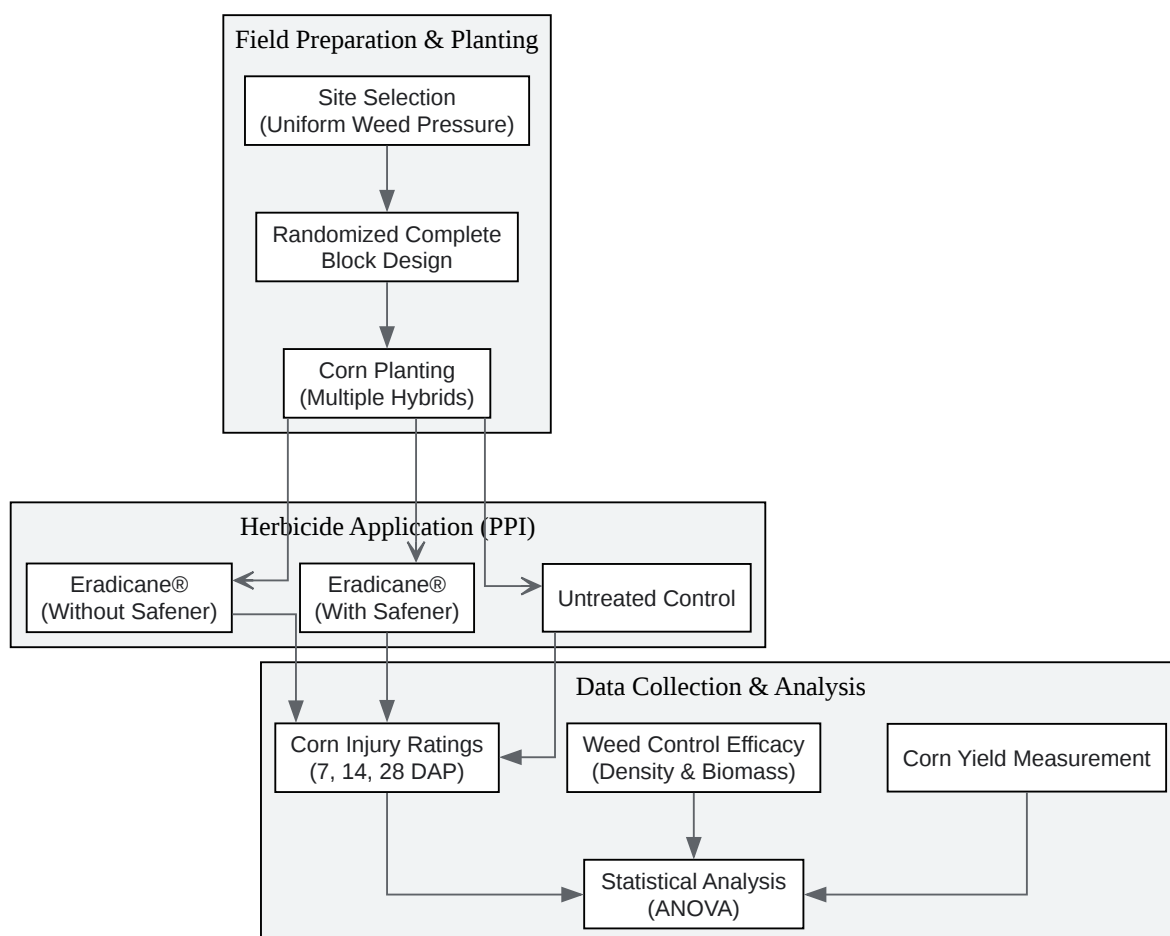 Field Preparation & Planting
Site Selection
(Uniform Weed Pressure)
Randomized Complete
Block Design
Corn Planting
(Multiple Hybrids)
Herbicide Application (PPI)
Eradicane®
(Without Safener)
Eradicane®
(With Safener)
Untreated Control
Data Collection & Analysis
Corn Injury Ratings
(7, 14, 28 DAP)
Weed Control Efficacy
(Density & Biomass)
Corn Yield Measurement
Statistical Analysis
(ANOVA)